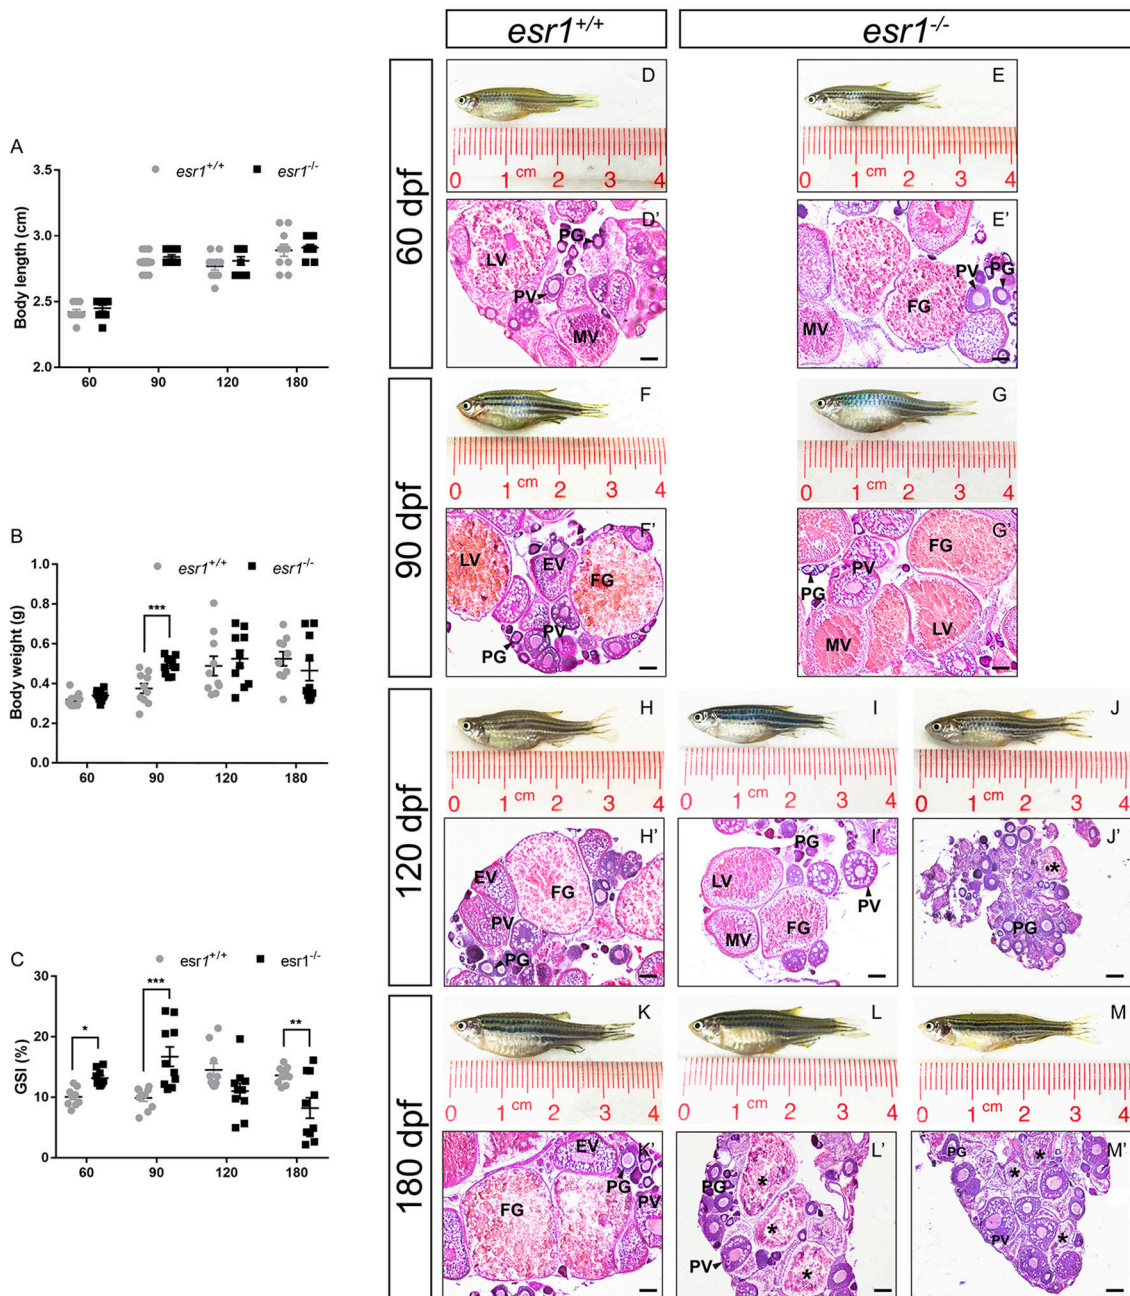 esr1+/+
esr1-/-
A
esr1+/+ esr1-/-
Body length (cm)
3.5
3.0
2.5
2.0
60 90 120 180
B
esr1+/+ esr1-/-
Body weight (g)
1.0
0.8
0.6
0.4
0.2
0.0
***
60 90 120 180
C
esr1+/+ esr1-/-
GSI (%)
30
20
10
0
* *** **
60 90 120 180
60 dpf
D
0 1 cm 2 3 4
E
0 1 cm 2 3 4
D'
LV PG PV MV
E'
MV FG PV PG
90 dpf
F
0 1 cm 2 3 4
G
0 1 cm 2 3 4
F'
LV EV FG PV PG
G'
FG PV PG LV MV
120 dpf
H
0 1 cm 2 3 4
I
0 1 cm 2 3 4
J
0 1 cm 2 3 4
H'
EV FG PV PG
I'
PG LV PV MV FG
J'
* PG
180 dpf
K
0 1 cm 2 3 4
L
0 1 cm 2 3 4
M
0 1 cm 2 3 4
K'
EV PG FG PV
L'
PG * * PV *
M'
PG * * PV *